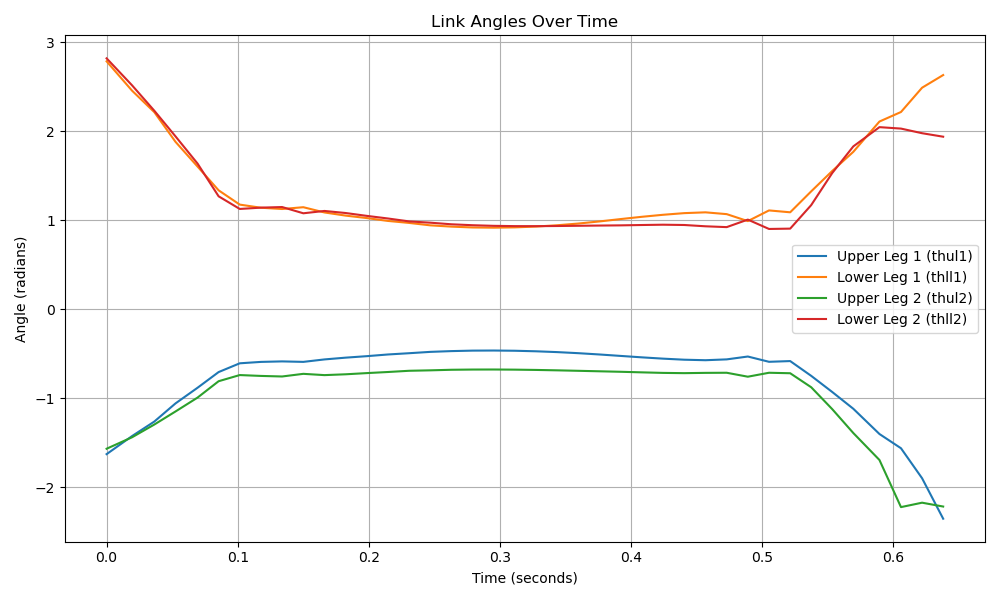 Link Angles Over Time
Angle (radians)
3
2
1
0
−1
−2
Upper Leg 1 (thul1)
Lower Leg 1 (thll1)
Upper Leg 2 (thul2)
Lower Leg 2 (thll2)
0.0 0.1 0.2 0.3 0.4 0.5 0.6
Time (seconds)